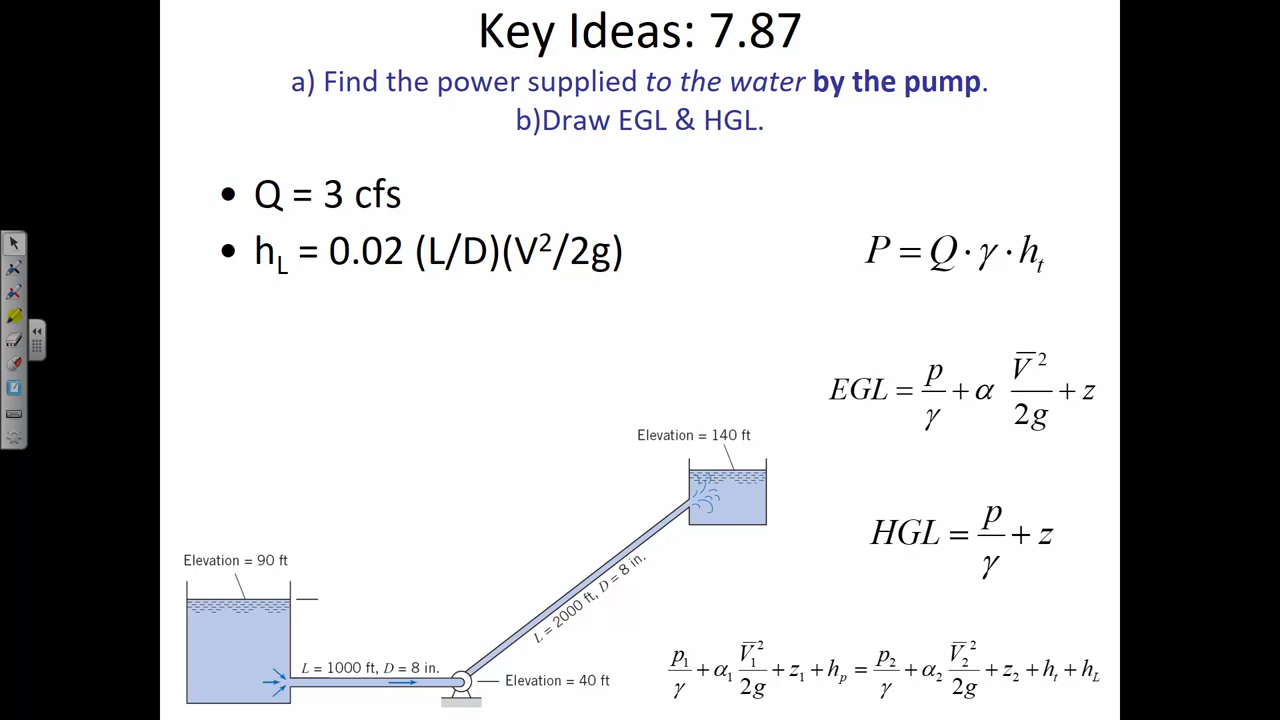 Key Ideas: 7.87
a) Find the power supplied to the water by the pump.
b)Draw EGL & HGL.
• Q = 3 cfs
• hL = 0.02 (L/D)(V²/2g)
P = Q · γ · ht
EGL = p/γ + α V̅²/2g + z
HGL = p/γ + z
Elevation = 140 ft
Elevation = 90 ft
L = 2000 ft, D = 8 in.
L = 1000 ft, D = 8 in.
Elevation = 40 ft
p₁/γ + α₁ V̅₁²/2g + z₁ + hp = p₂/γ + α₂ V̅₂²/2g + z₂ + ht + hL